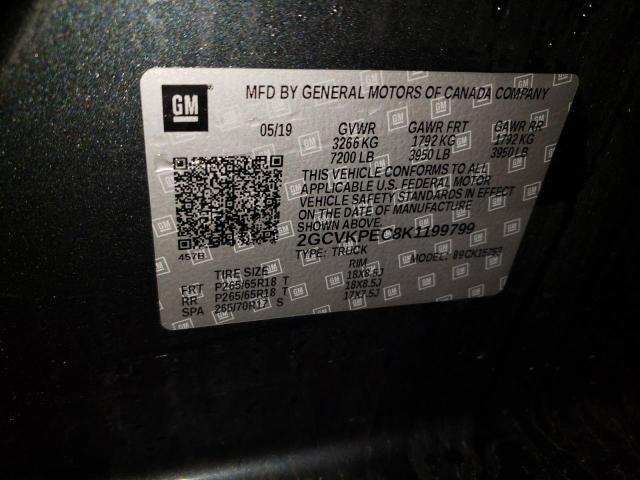 GM
MFD BY GENERAL MOTORS OF CANADA COMPANY
05/19 GVWR GAWR FRT GAWR RR
3266 KG 1792 KG 1792 KG
7200 LB 3950 LB 3950 LB
THIS VEHICLE CONFORMS TO ALL
APPLICABLE U.S. FEDERAL MOTOR
VEHICLE SAFETY STANDARDS IN EFFECT
ON THE DATE OF MANUFACTURE
SHOWN ABOVE.
2GCVKPEC8K1199799
457B TYPE: TRUCK MODEL:
TIRE SIZE RIM
FRT P265/65R18 T 18X8.5J
RR P265/65R18 T 18X8.5J
SPA 265/70R17 S 17X7.5J